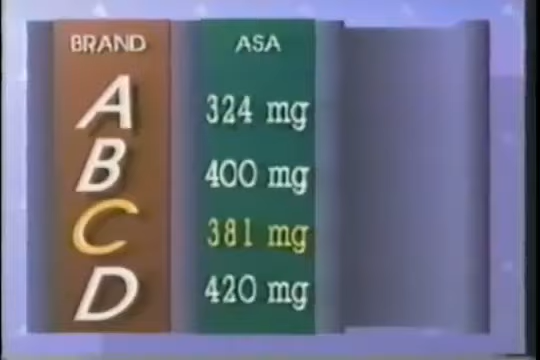 BRAND ASA
A 324 mg
B 400 mg
C 381 mg
D 420 mg